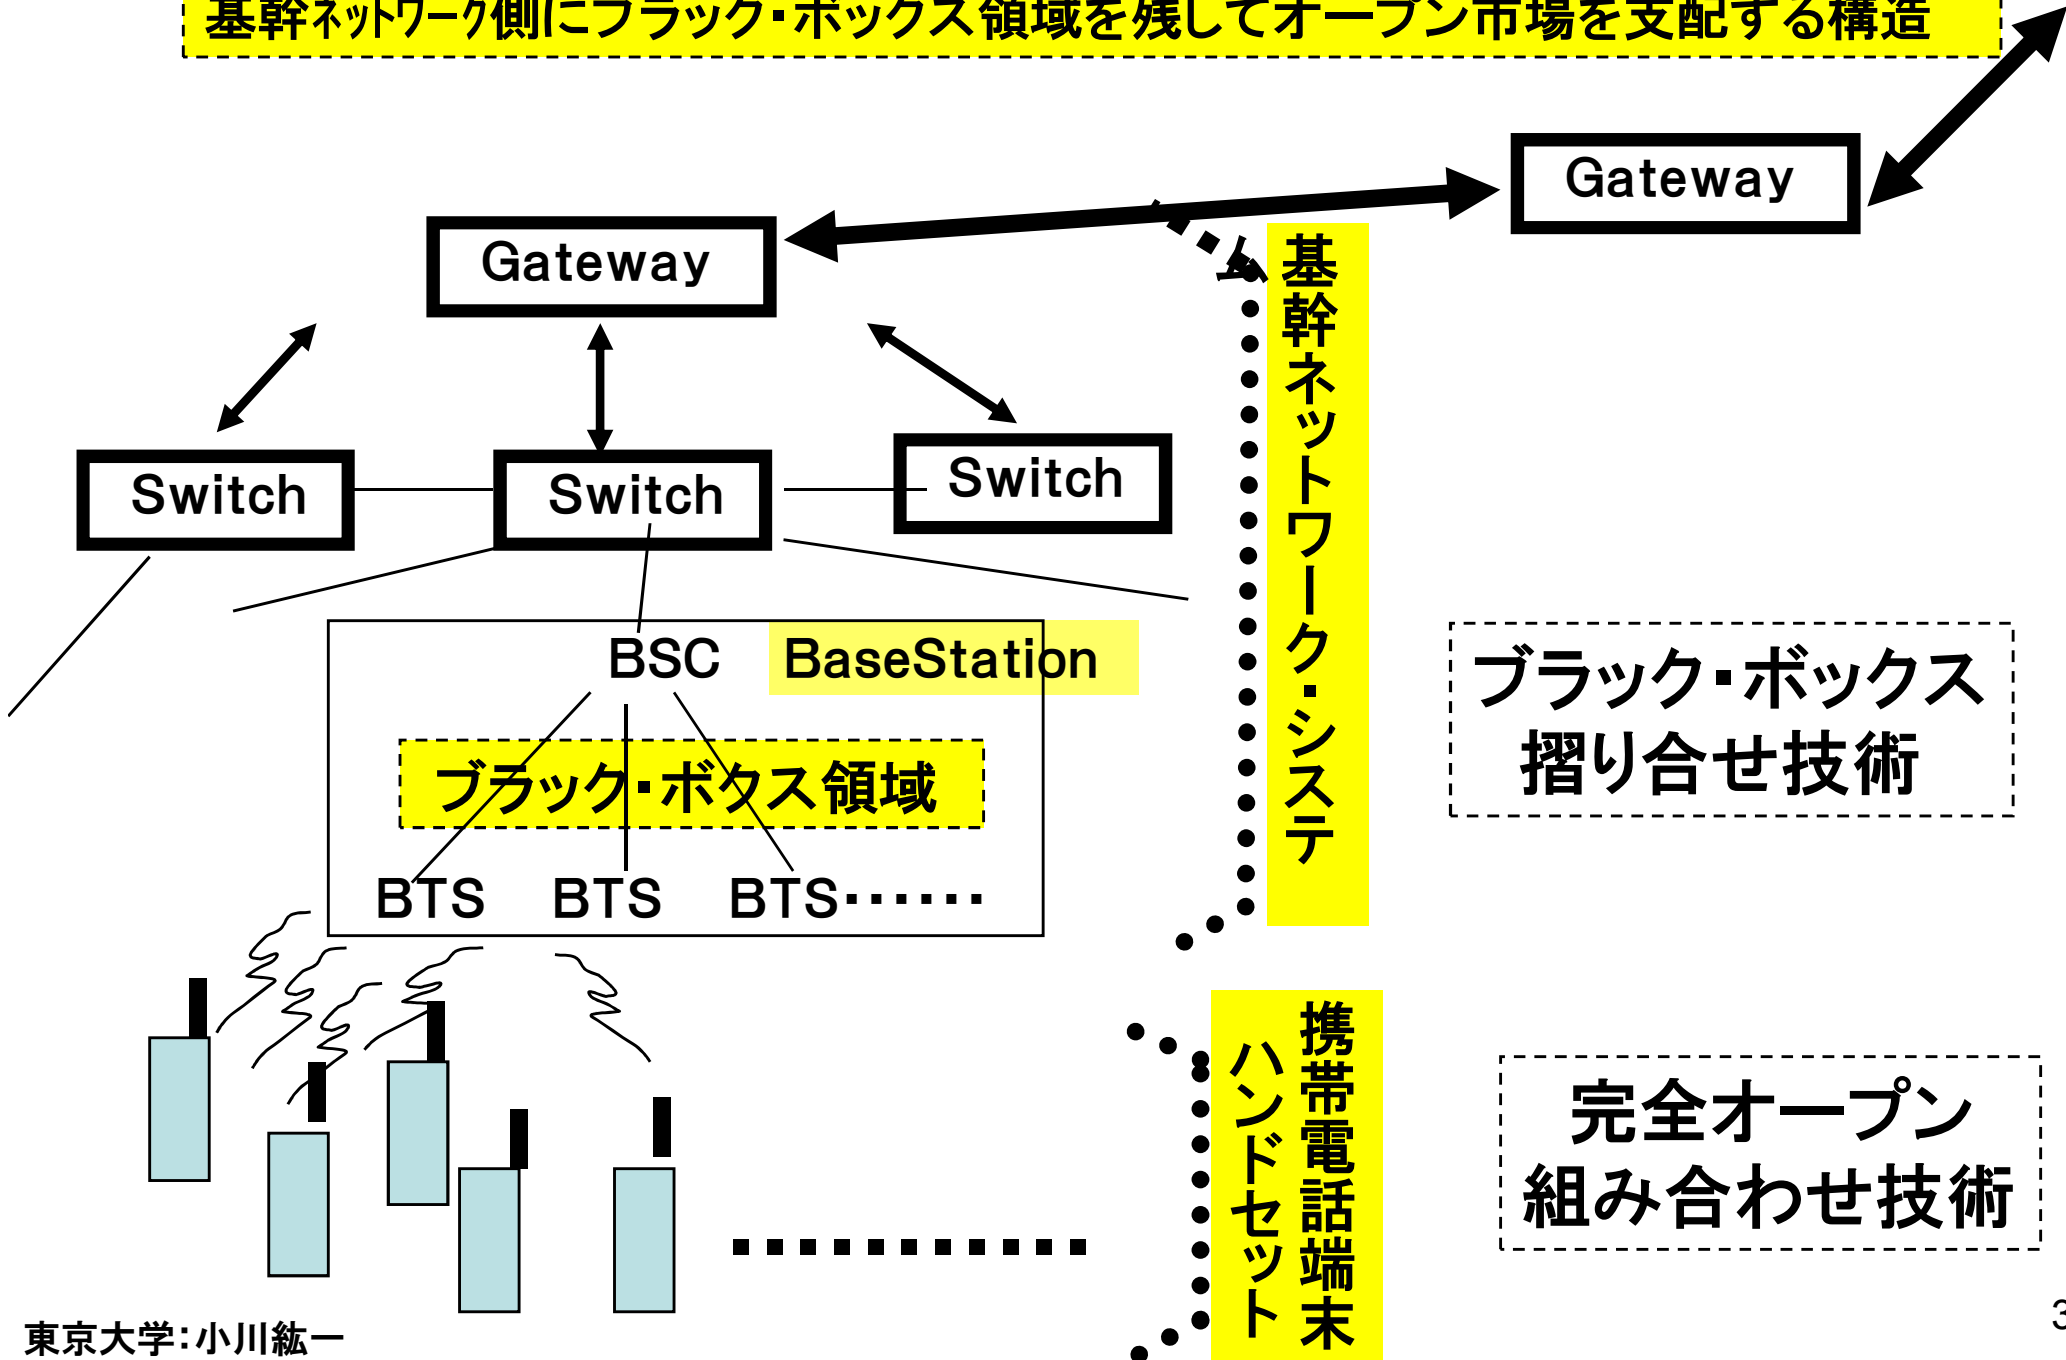 基幹ネットワーク側にブラック・ボックス領域を残してオープン市場を支配する構造
Gateway
Gateway
Switch
Switch
Switch
BSC
BaseStation
ブラック・ボクス領域
BTS
BTS
BTS・・・・・・
基幹ネットワーク・システ
ブラック・ボックス
摺り合せ技術
携帯電話端末
ハンドセット
完全オープン
組み合わせ技術
東京大学:小川紘一
3